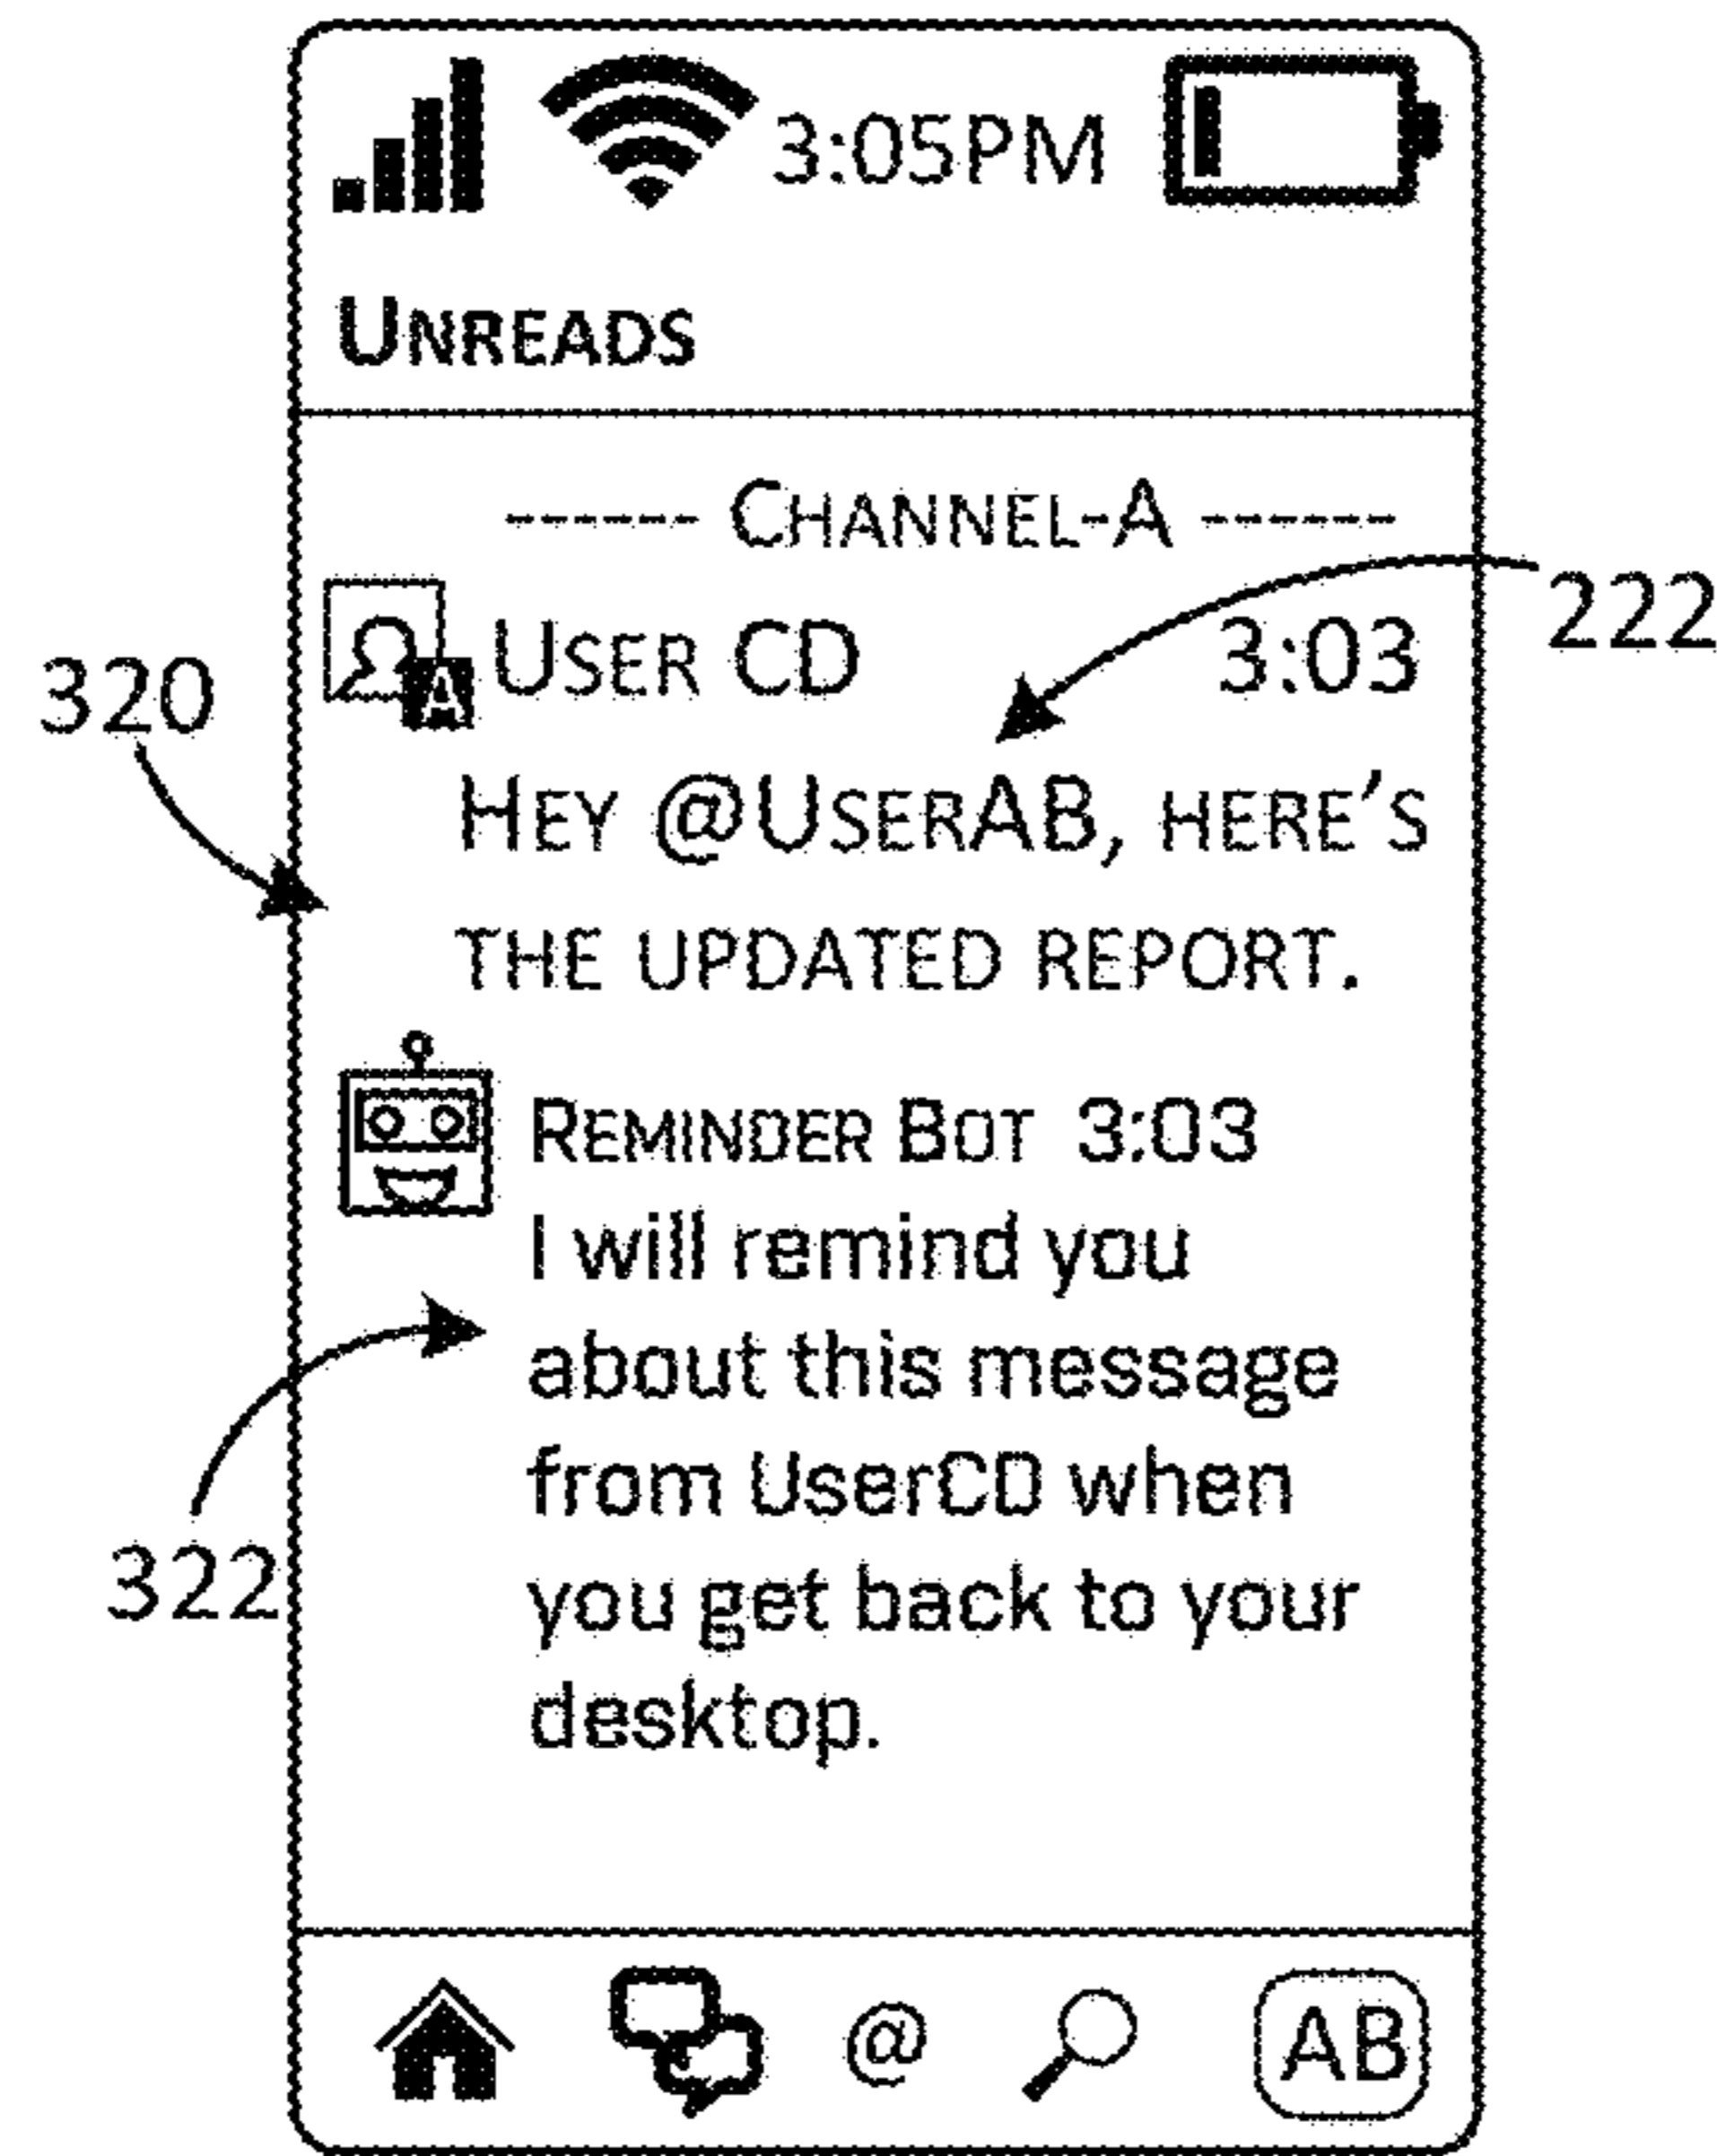 3:05PM
UNREADS
------ CHANNEL-A ------
222
A USER CD 3:03
320
HEY @USERAB, HERE'S
THE UPDATED REPORT.
REMINDER BOT 3:03
I will remind you
about this message
from UserCD when
322
you get back to your
desktop.
@ AB